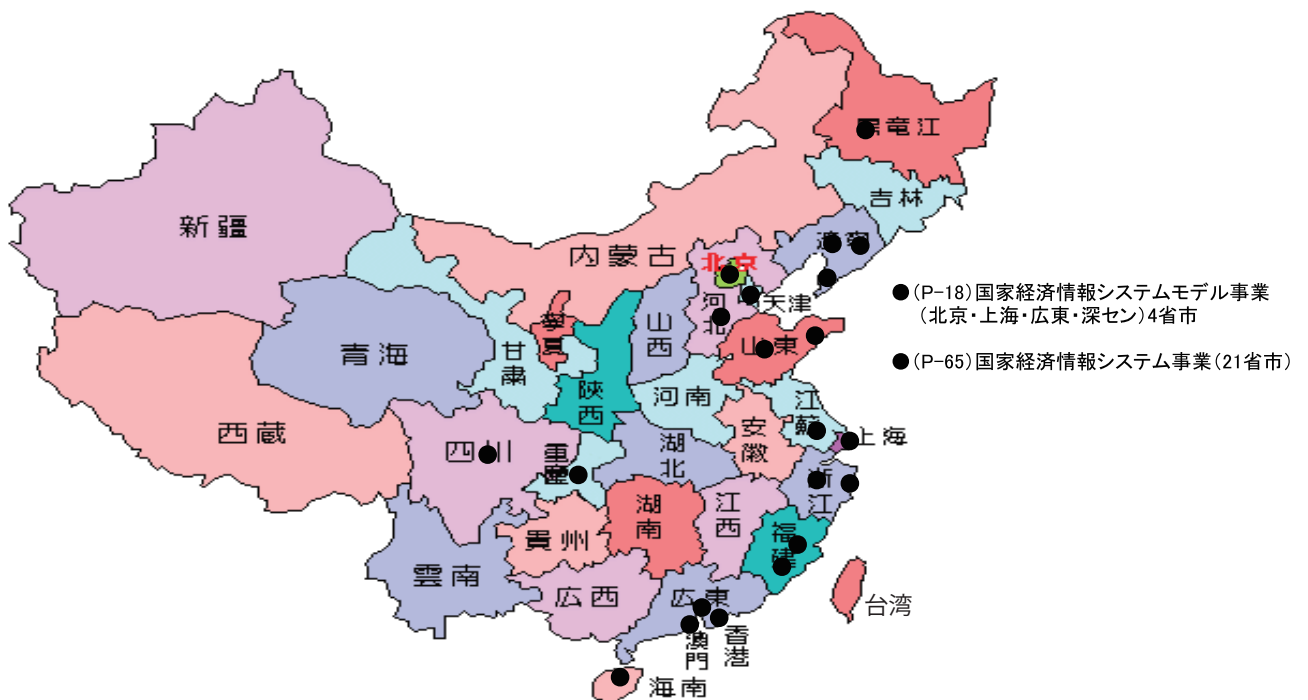 黒竜江
吉林
新疆
内蒙古
遼寧
北京
天津
河北
●(P-18)国家経済情報システムモデル事業
(北京・上海・広東・深セン)4省市
山西
寧夏
山東
青海
甘粛
●(P-65)国家経済情報システム事業(21省市)
陝西
河南
江蘇
西蔵
安徽
上海
四川
重慶
湖北
浙江
湖南
江西
貴州
福建
雲南
広西
広東
台湾
澳門
香港
海南